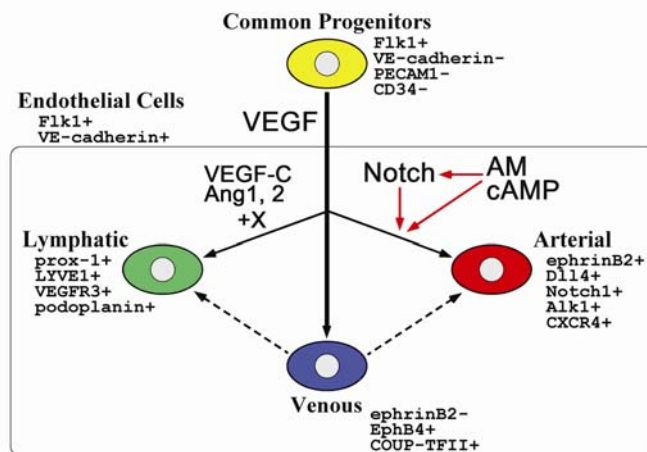 Common Progenitors
Flk1+
VE-cadherin-
PECAM1-
CD34-
Endothelial Cells
Flk1+
VE-cadherin+
VEGF
VEGF-C
Ang1, 2
+X
Notch
AM
cAMP
Lymphatic
prox-1+
LYVE1+
VEGFR3+
podoplanin+
Arterial
ephrinB2+
Dll4+
Notch1+
Alk1+
CXCR4+
Venous
ephrinB2-
EphB4+
COUP-TFII+